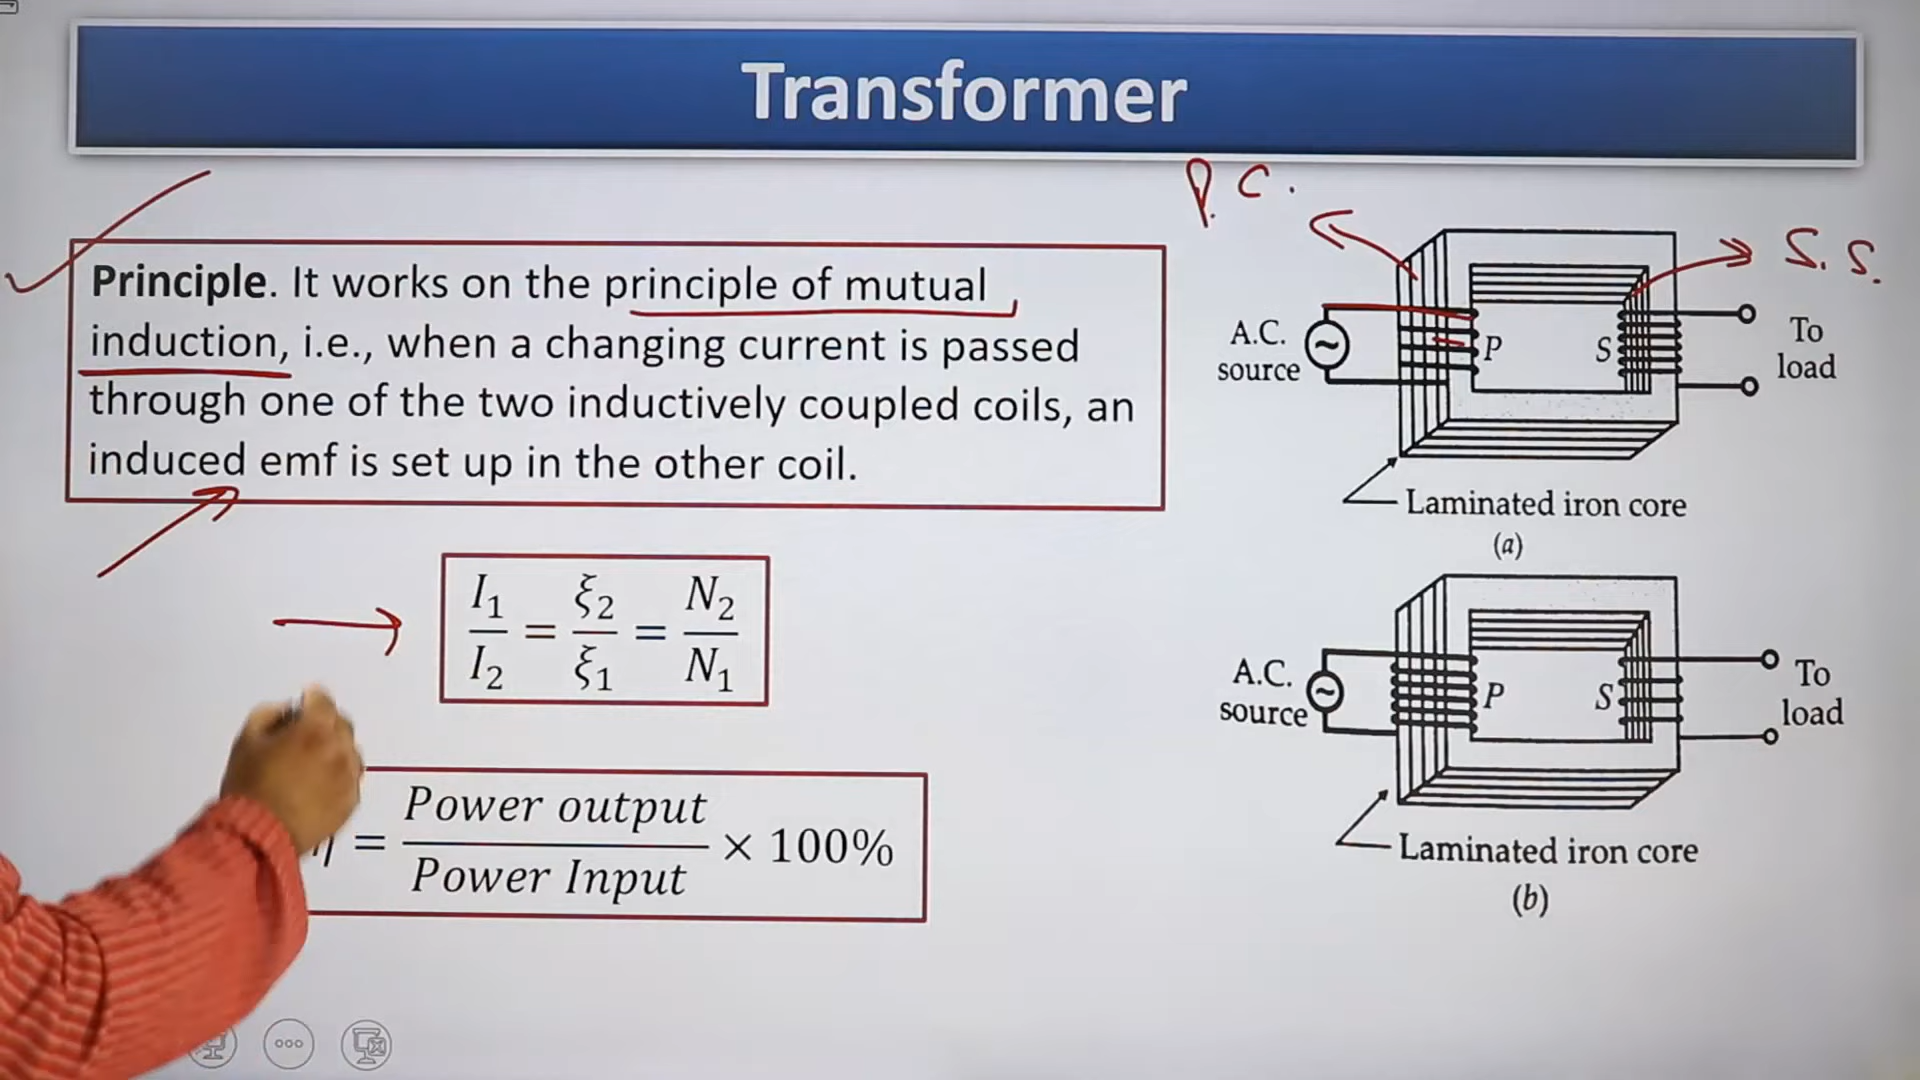 Transformer
P. C.
S. S.
Principle. It works on the principle of mutual
induction, i.e., when a changing current is passed
through one of the two inductively coupled coils, an
induced emf is set up in the other coil.
A.C.
source
P
S
To
load
Laminated iron core
(a)
I₁/I₂ = ξ₂/ξ₁ = N₂/N₁
A.C.
source
P
S
To
load
Laminated iron core
(b)
η = Power output/Power Input × 100%